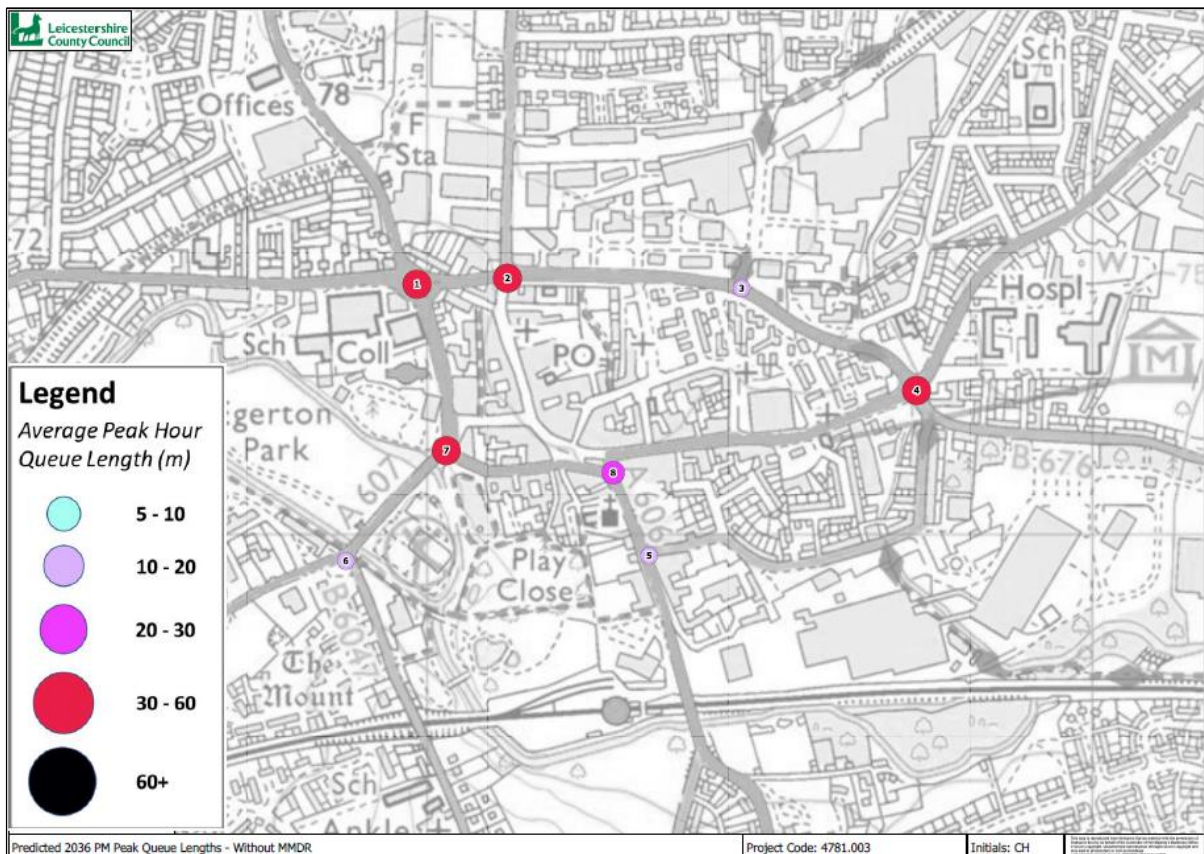 Leicestershire
County Council
Sch
Offices
78
F
Sta
72
1
2
3
Hospl
W
Sch
Coll
PO
M
4
Legend
Average Peak Hour
Queue Length (m)
5 - 10
10 - 20
20 - 30
30 - 60
60+
gerton
Park
7
607
8
606
B 676
6
5
Play
Close
B 604
The
Mount
Sch
Ankle
Predicted 2036 PM Peak Queue Lengths - Without MMDR
Project Code: 4781.003
Initials: CH